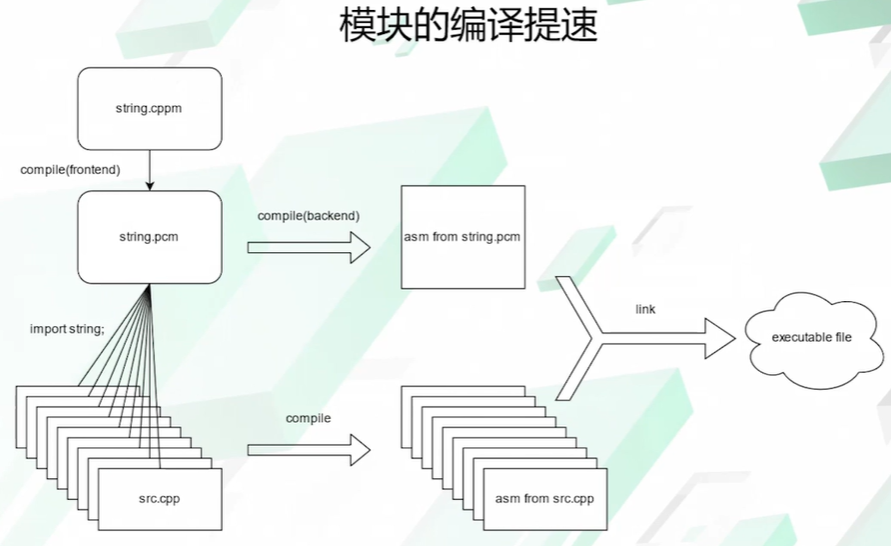 模块的编译提速
string.cppm
compile(frontend)
string.pcm
compile(backend)
asm from string.pcm
import string;
link
executable file
compile
src.cpp
asm from src.cpp